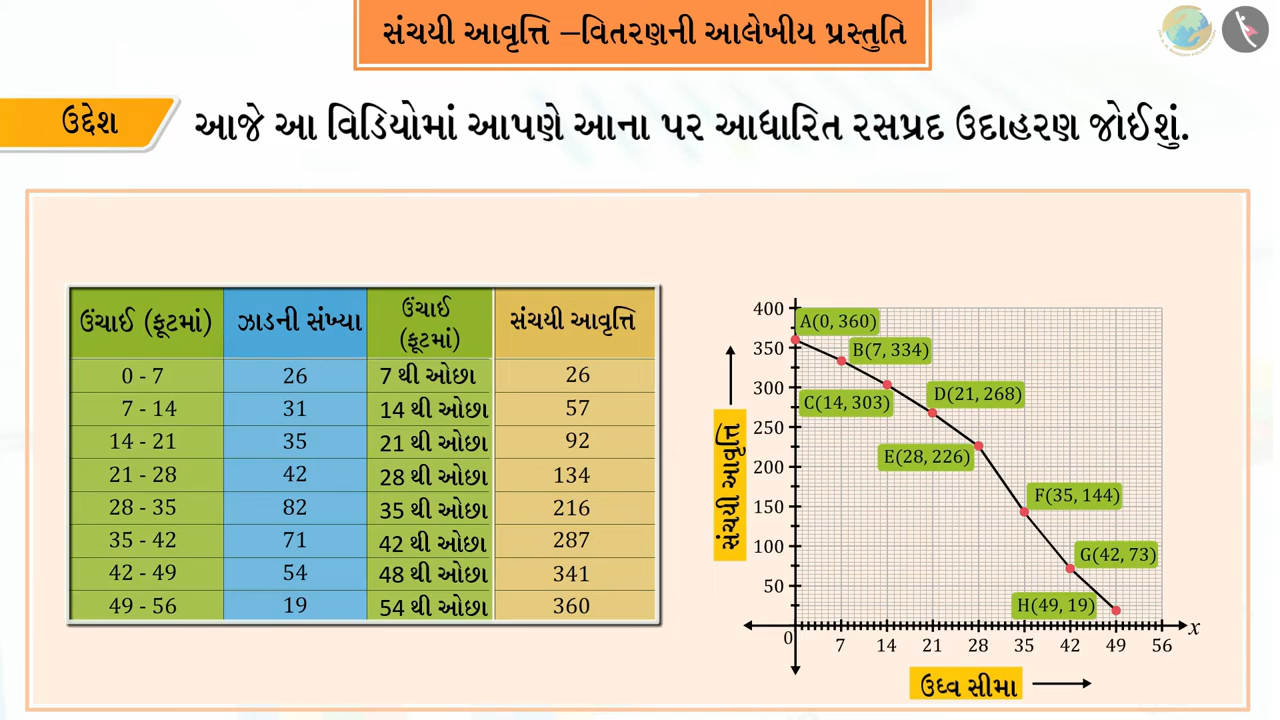 સંચયી આવૃત્તિ –વિતરણની આલેખીય પ્રસ્તુતિ
ઉદ્દેશ
આજે આ વિડિયોમાં આપણે આના પર આધારિત રસપ્રદ ઉદાહરણ જોઈશું.
ઉંચાઈ (ફૂટમાં) ઝાડની સંખ્યા ઉંચાઈ (ફૂટમાં) સંચયી આવૃત્તિ
0 - 7 26 7 થી ઓછા 26
7 - 14 31 14 થી ઓછા 57
14 - 21 35 21 થી ઓછા 92
21 - 28 42 28 થી ઓછા 134
28 - 35 82 35 થી ઓછા 216
35 - 42 71 42 થી ઓછા 287
42 - 49 54 48 થી ઓછા 341
49 - 56 19 54 થી ઓછા 360
સંચયી આવૃત્તિ
400
350
300
250
200
150
100
50
A(0, 360)
B(7, 334)
C(14, 303)
D(21, 268)
E(28, 226)
F(35, 144)
G(42, 73)
H(49, 19)
0 7 14 21 28 35 42 49 56 x
ઉધ્વ સીમા